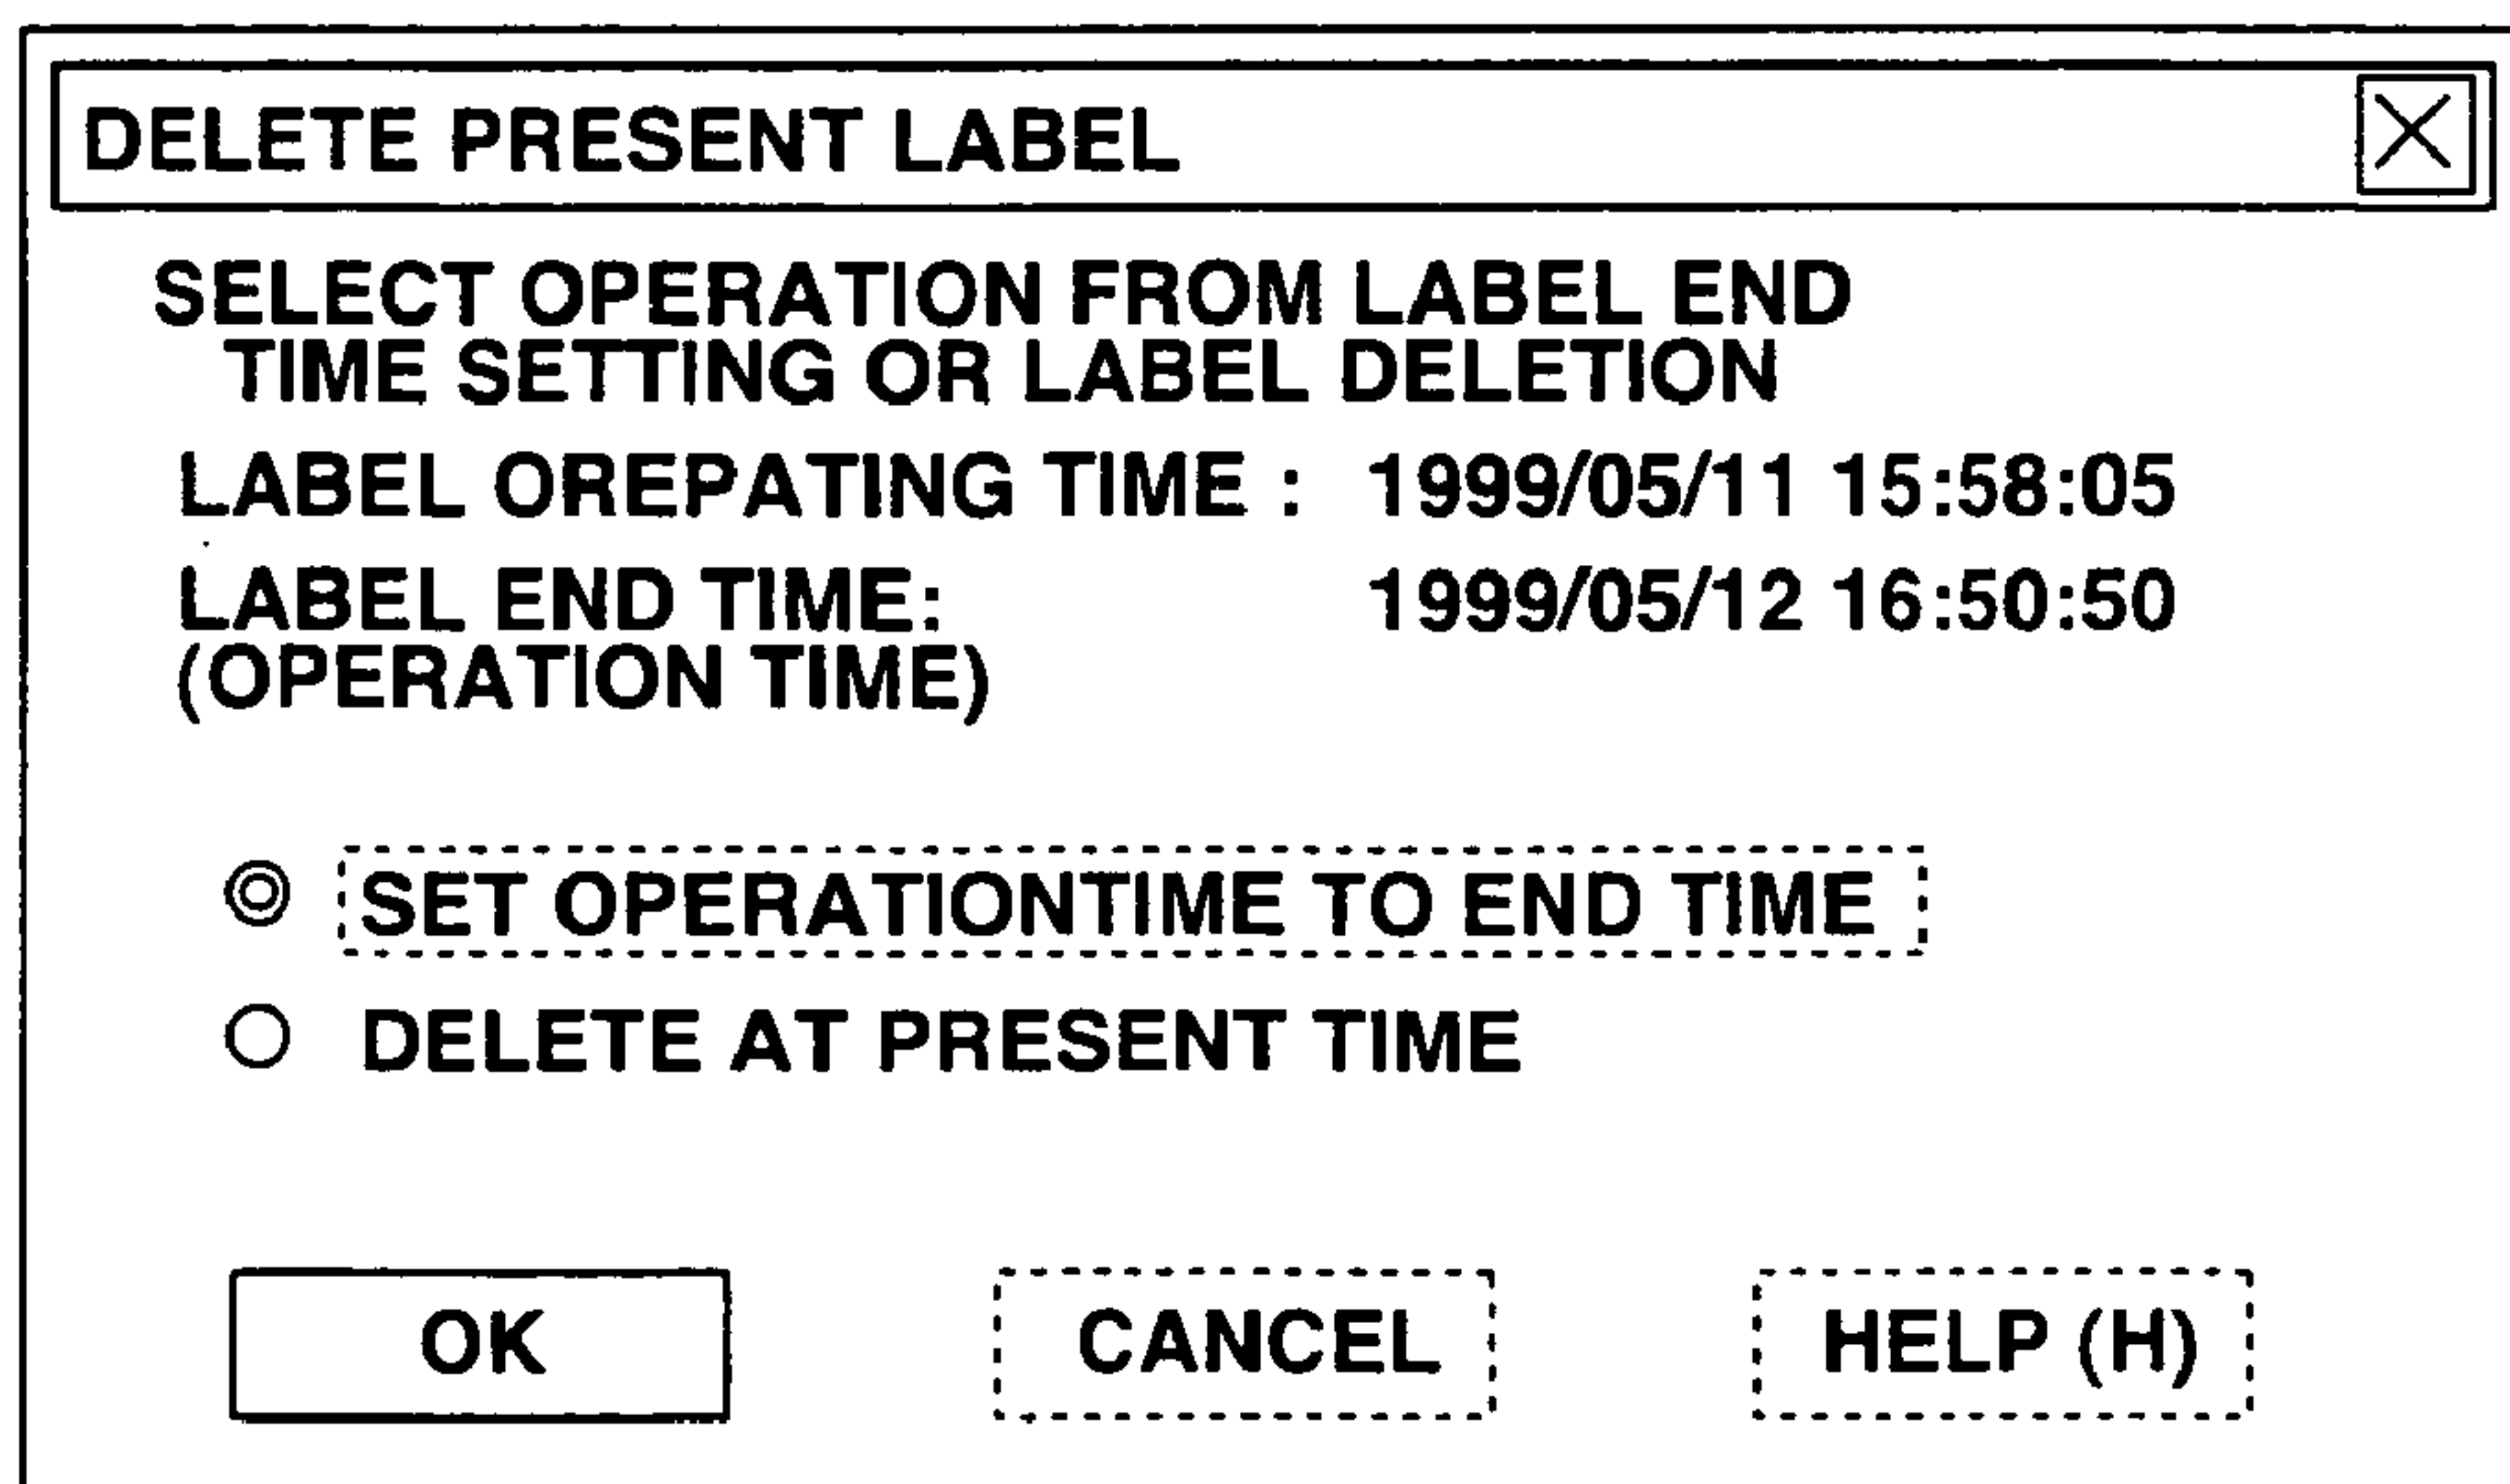 DELETE PRESENT LABEL
SELECT OPERATION FROM LABEL END
TIME SETTING OR LABEL DELETION
LABEL OREPATING TIME : 1999/05/11 15:58:05
LABEL END TIME: 1999/05/12 16:50:50
(OPERATION TIME)
SET OPERATIONTIME TO END TIME
DELETE AT PRESENT TIME
OK CANCEL HELP (H)